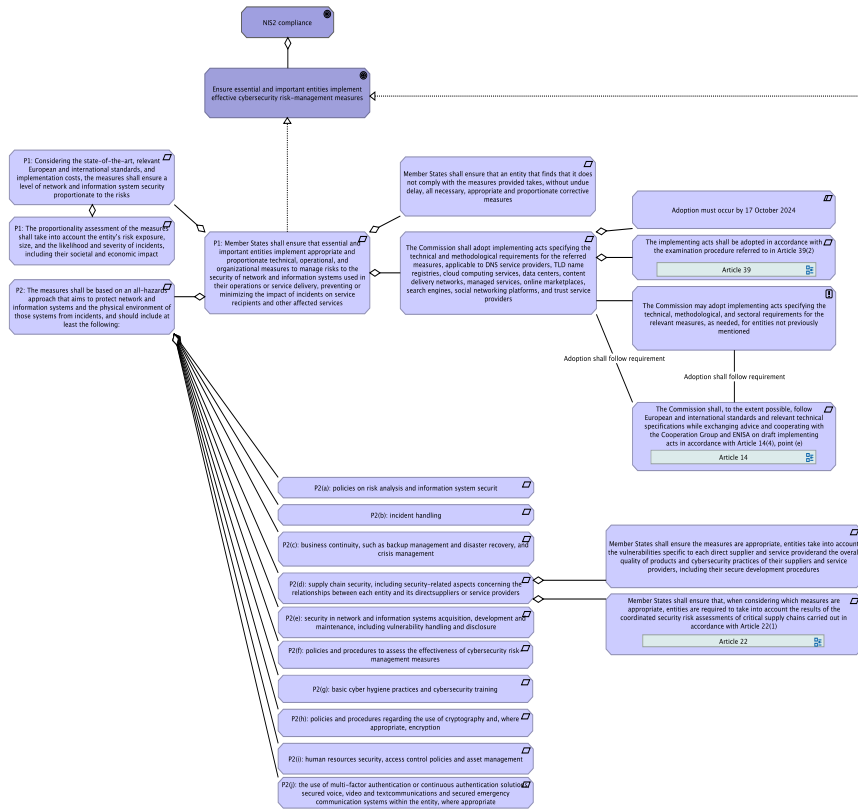 NIS2 compliance
Ensure essential and important entities implement
effective cybersecurity risk-management measures
P1: Considering the state-of-the-art, relevant
European and international standards, and
implementation costs, the measures shall ensure a
level of network and information system security
proportionate to the risks
P1: The proportionality assessment of the measures
shall take into account the entity's risk exposure,
size, and the likelihood and severity of incidents,
including their societal and economic impact
P2: The measures shall be based on an all-hazards
approach that aims to protect network and
information systems and the physical environment of
those systems from incidents, and should include at
least the following:
P1: Member States shall ensure that essential and
important entities implement appropriate and
proportionate technical, operational, and
organizational measures to manage risks to the
security of network and information systems used in
their operations or service delivery, preventing or
minimizing the impact of incidents on service
recipients and other affected services
Member States shall ensure that an entity that finds that it does
not comply with the measures provided takes, without undue
delay, all necessary, appropriate and proportionate corrective
measures
The Commission shall adopt implementing acts specifying the
technical and methodological requirements for the referred
measures, applicable to DNS service providers, TLD name
registries, cloud computing services, data centers, content
delivery networks, managed services, online marketplaces,
search engines, social networking platforms, and trust service
providers
Adoption must occur by 17 October 2024
The implementing acts shall be adopted in accordance with
the examination procedure referred to in Article 39(2)
Article 39
The Commission may adopt implementing acts specifying the
technical, methodological, and sectoral requirements for the
relevant measures, as needed, for entities not previously
mentioned
Adoption shall follow requirement
Adoption shall follow requirement
The Commission shall, to the extent possible, follow
European and international standards and relevant technical
specifications while exchanging advice and cooperating with
the Cooperation Group and ENISA on draft implementing
acts in accordance with Article 14(4), point (e)
Article 14
P2(a): policies on risk analysis and information system securit
P2(b): incident handling
P2(c): business continuity, such as backup management and disaster recovery, and
crisis management
P2(d): supply chain security, including security-related aspects concerning the
relationships between each entity and its directsuppliers or service providers
P2(e): security in network and information systems acquisition, development and
maintenance, including vulnerability handling and disclosure
P2(f): policies and procedures to assess the effectiveness of cybersecurity risk-
management measures
P2(g): basic cyber hygiene practices and cybersecurity training
P2(h): policies and procedures regarding the use of cryptography and, where
appropriate, encryption
P2(i): human resources security, access control policies and asset management
P2(j): the use of multi-factor authentication or continuous authentication solutions,
secured voice, video and textcommunications and secured emergency
communication systems within the entity, where appropriate
Member States shall ensure the measures are appropriate, entities take into account
the vulnerabilities specific to each direct supplier and service providerand the overall
quality of products and cybersecurity practices of their suppliers and service
providers, including their secure development procedures
Member States shall ensure that, when considering which measures are
appropriate, entities are required to take into account the results of the
coordinated security risk assessments of critical supply chains carried out in
accordance with Article 22(1)
Article 22